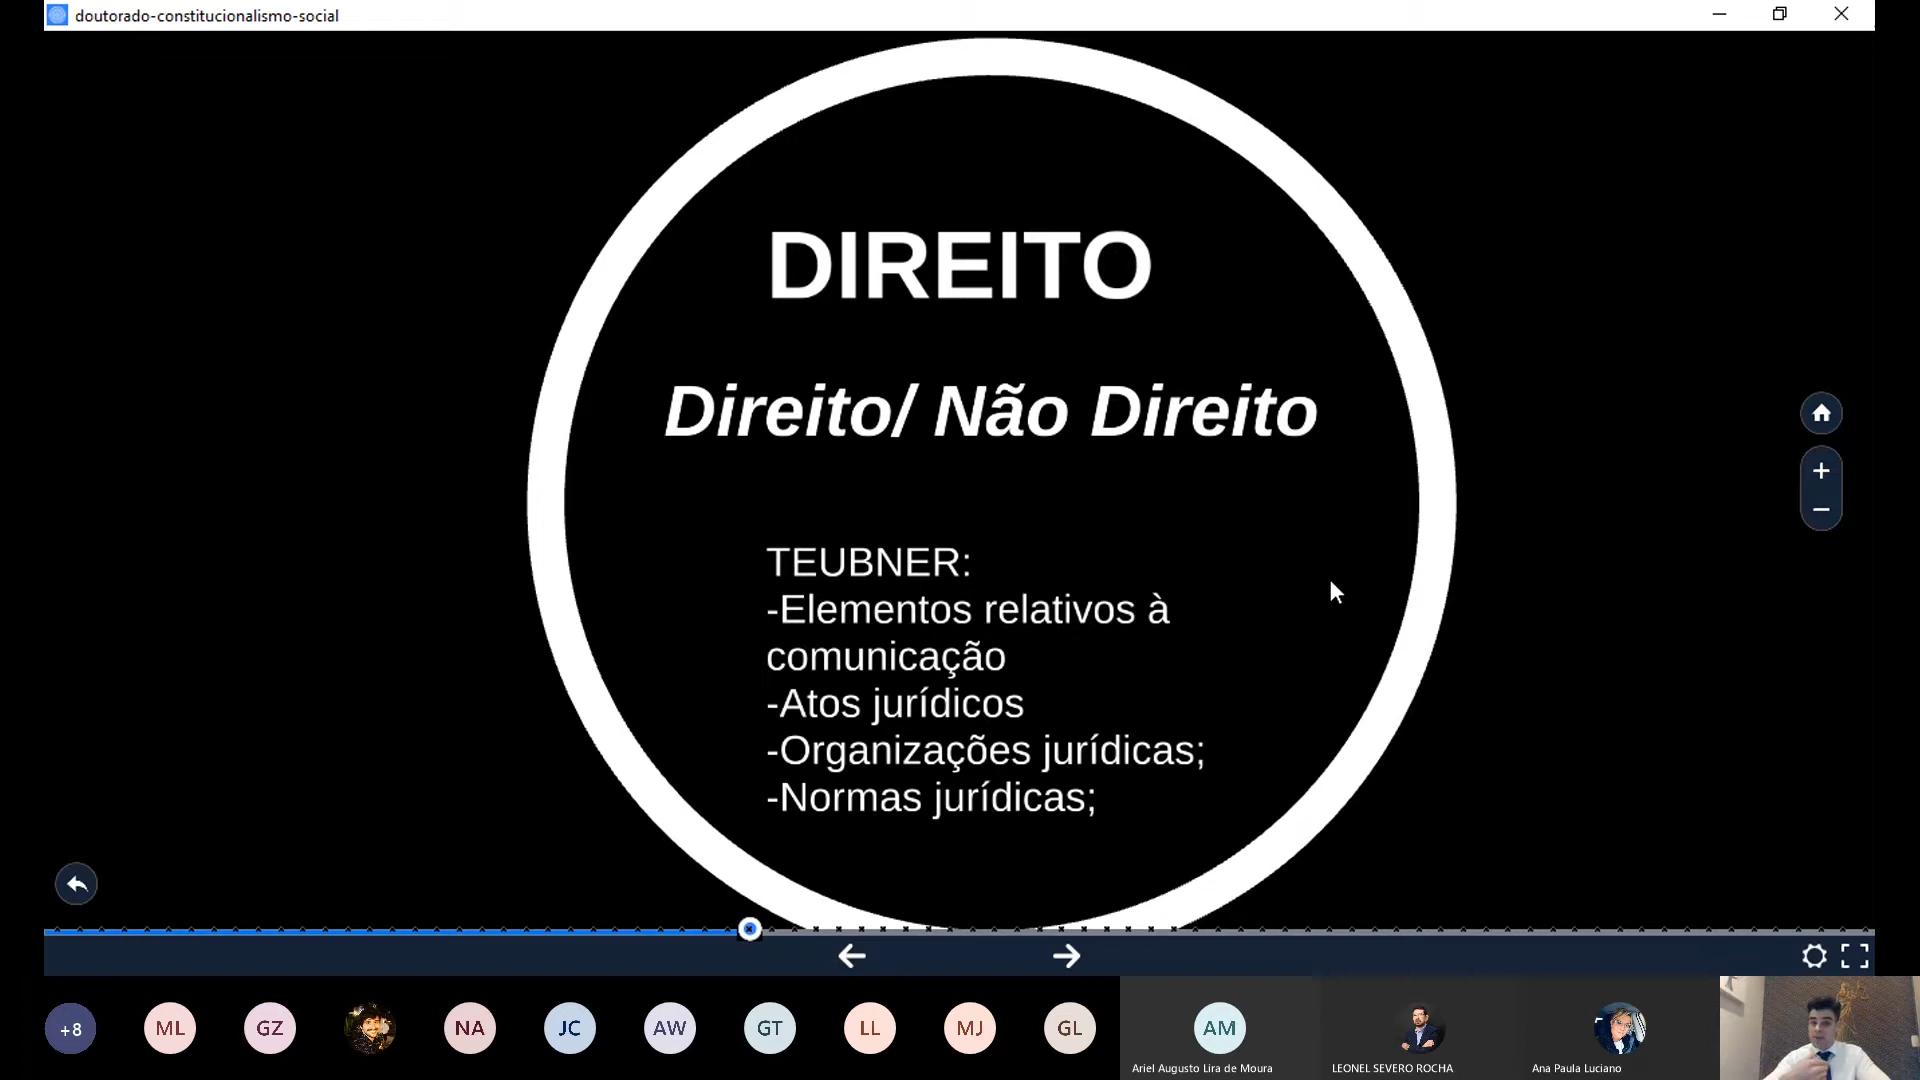 doutorado-constitucionalismo-social
DIREITO
Direito/ Não Direito
TEUBNER:
-Elementos relativos à
comunicação
-Atos jurídicos
-Organizações jurídicas;
-Normas jurídicas;
+8
ML
GZ
NA
JC
AW
GT
LL
MJ
GL
AM
Ariel Augusto Lira de Moura
LEONEL SEVERO ROCHA
Ana Paula Luciano